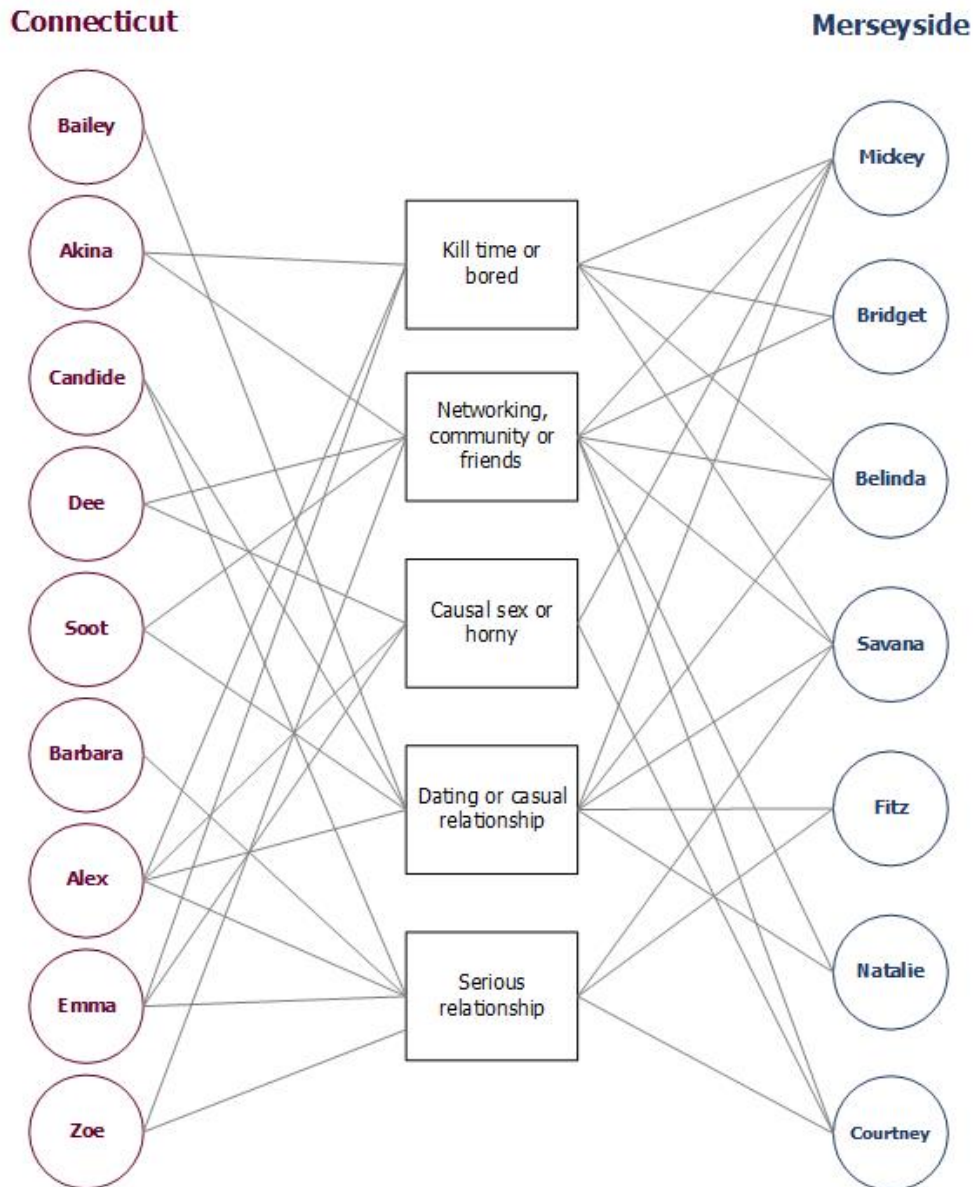 Connecticut
Merseyside
Bailey
Akina
Candide
Dee
Soot
Barbara
Alex
Emma
Zoe
Kill time or
bored
Networking,
community or
friends
Causal sex or
horny
Dating or casual
relationship
Serious
relationship
Mickey
Bridget
Belinda
Savana
Fitz
Natalie
Courtney